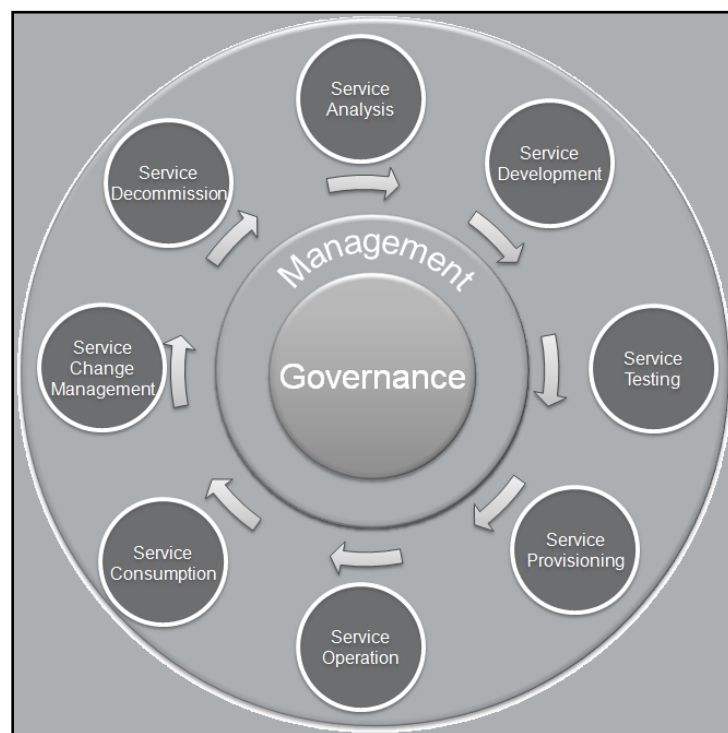 Service
Analysis
Service
Development
Service
Testing
Service
Provisioning
Service
Operation
Service
Consumption
Service
Change
Management
Service
Decommission
Management
Governance